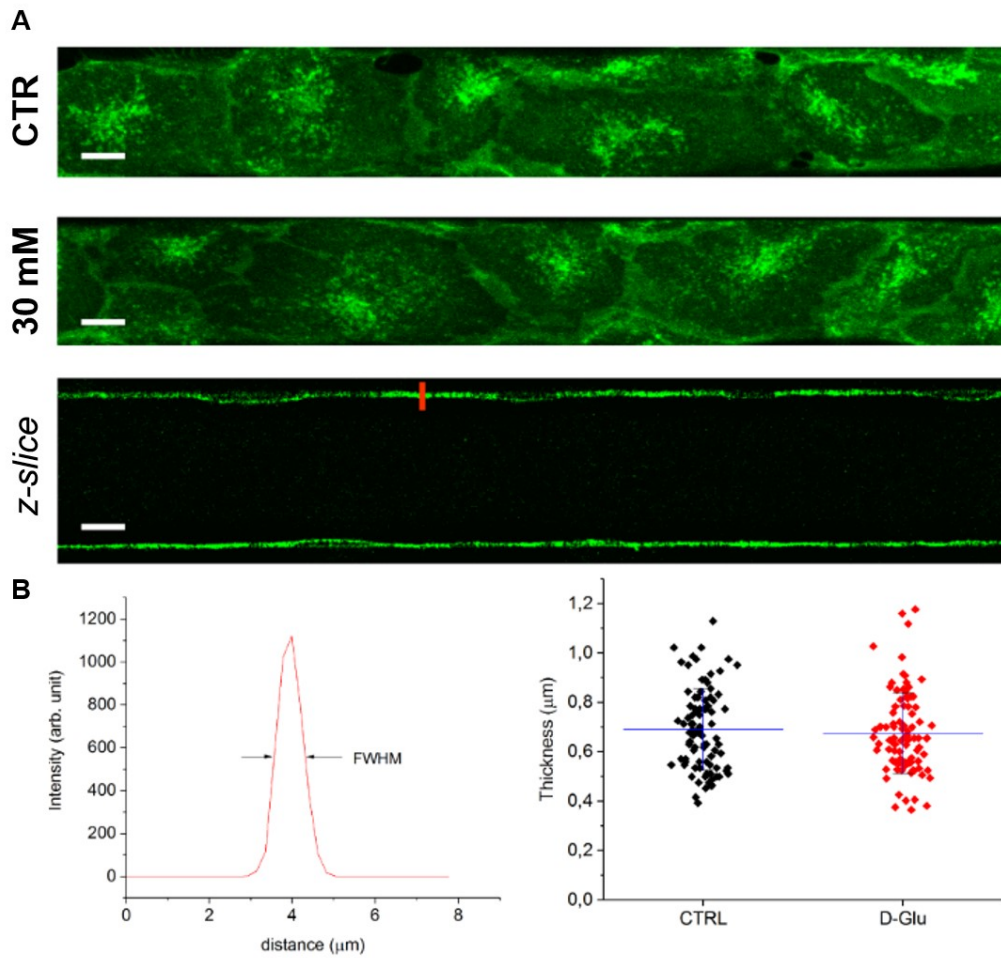 A
CTR
30 mM
z-slice
B
1200
1000
800
600
400
200
0
Intensity (arb. unit)
FWHM
0
2
4
6
8
distance (µm)
1,2
1,0
0,8
0,6
0,4
0,2
0,0
Thickness (µm)
CTRL
D-Glu